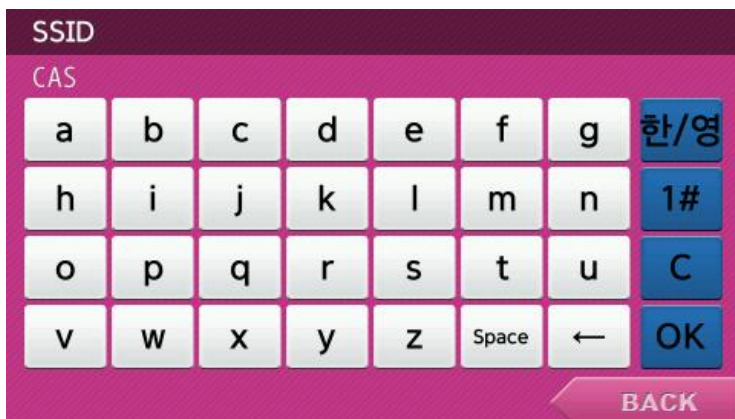 SSID
CAS
a b c d e f g 한/영
h i j k l m n 1#
o p q r s t u C
v w x y z Space ← OK
BACK